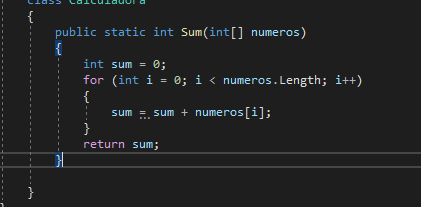 class Calculadora
{
public static int Sum(int[] numeros)
{
int sum = 0;
for (int i = 0; i < numeros.Length; i++)
{
sum = sum + numeros[i];
}
return sum;
}
}
}